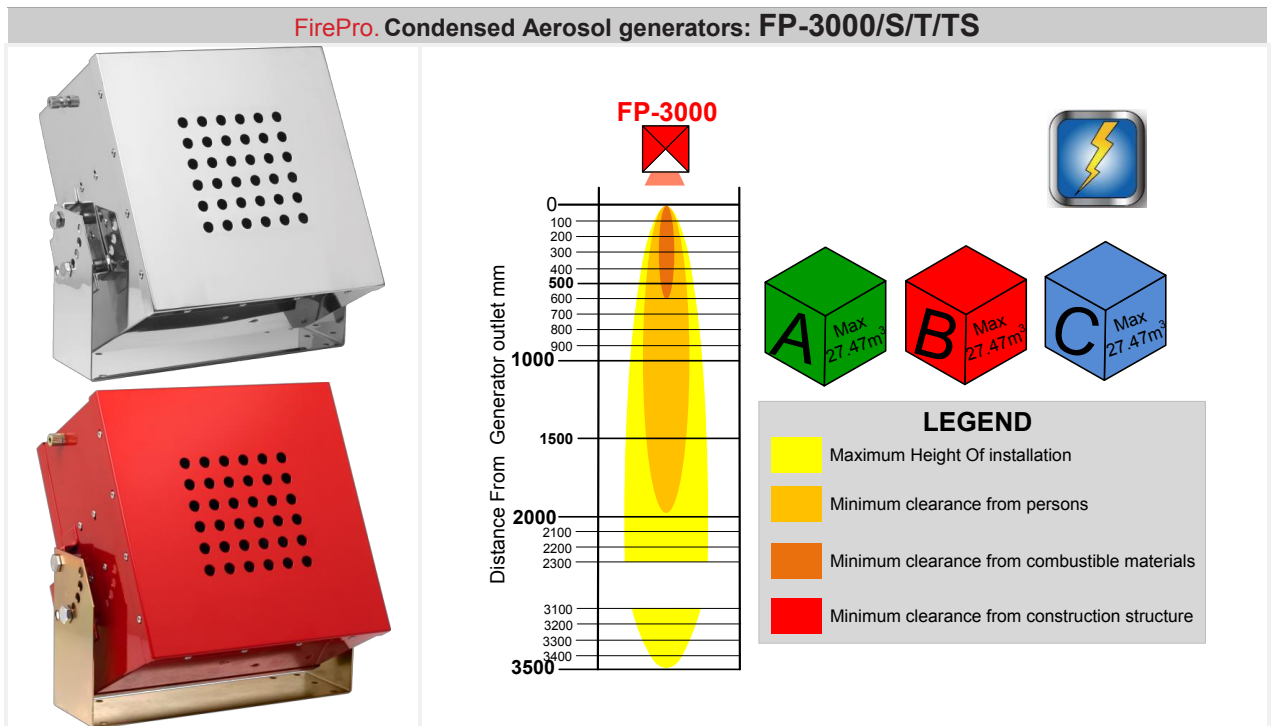 FirePro. Condensed Aerosol generators: FP-3000/S/T/TS
FP-3000
Distance From Generator outlet mm
0
100
200
300
400
500
600
700
800
900
1000
1500
2000
2100
2200
2300
3100
3200
3300
3400
3500
A
Max
27.47m³
B
Max
27.47m³
C
Max
27.47m³
LEGEND
Maximum Height Of installation
Minimum clearance from persons
Minimum clearance from combustible materials
Minimum clearance from construction structure